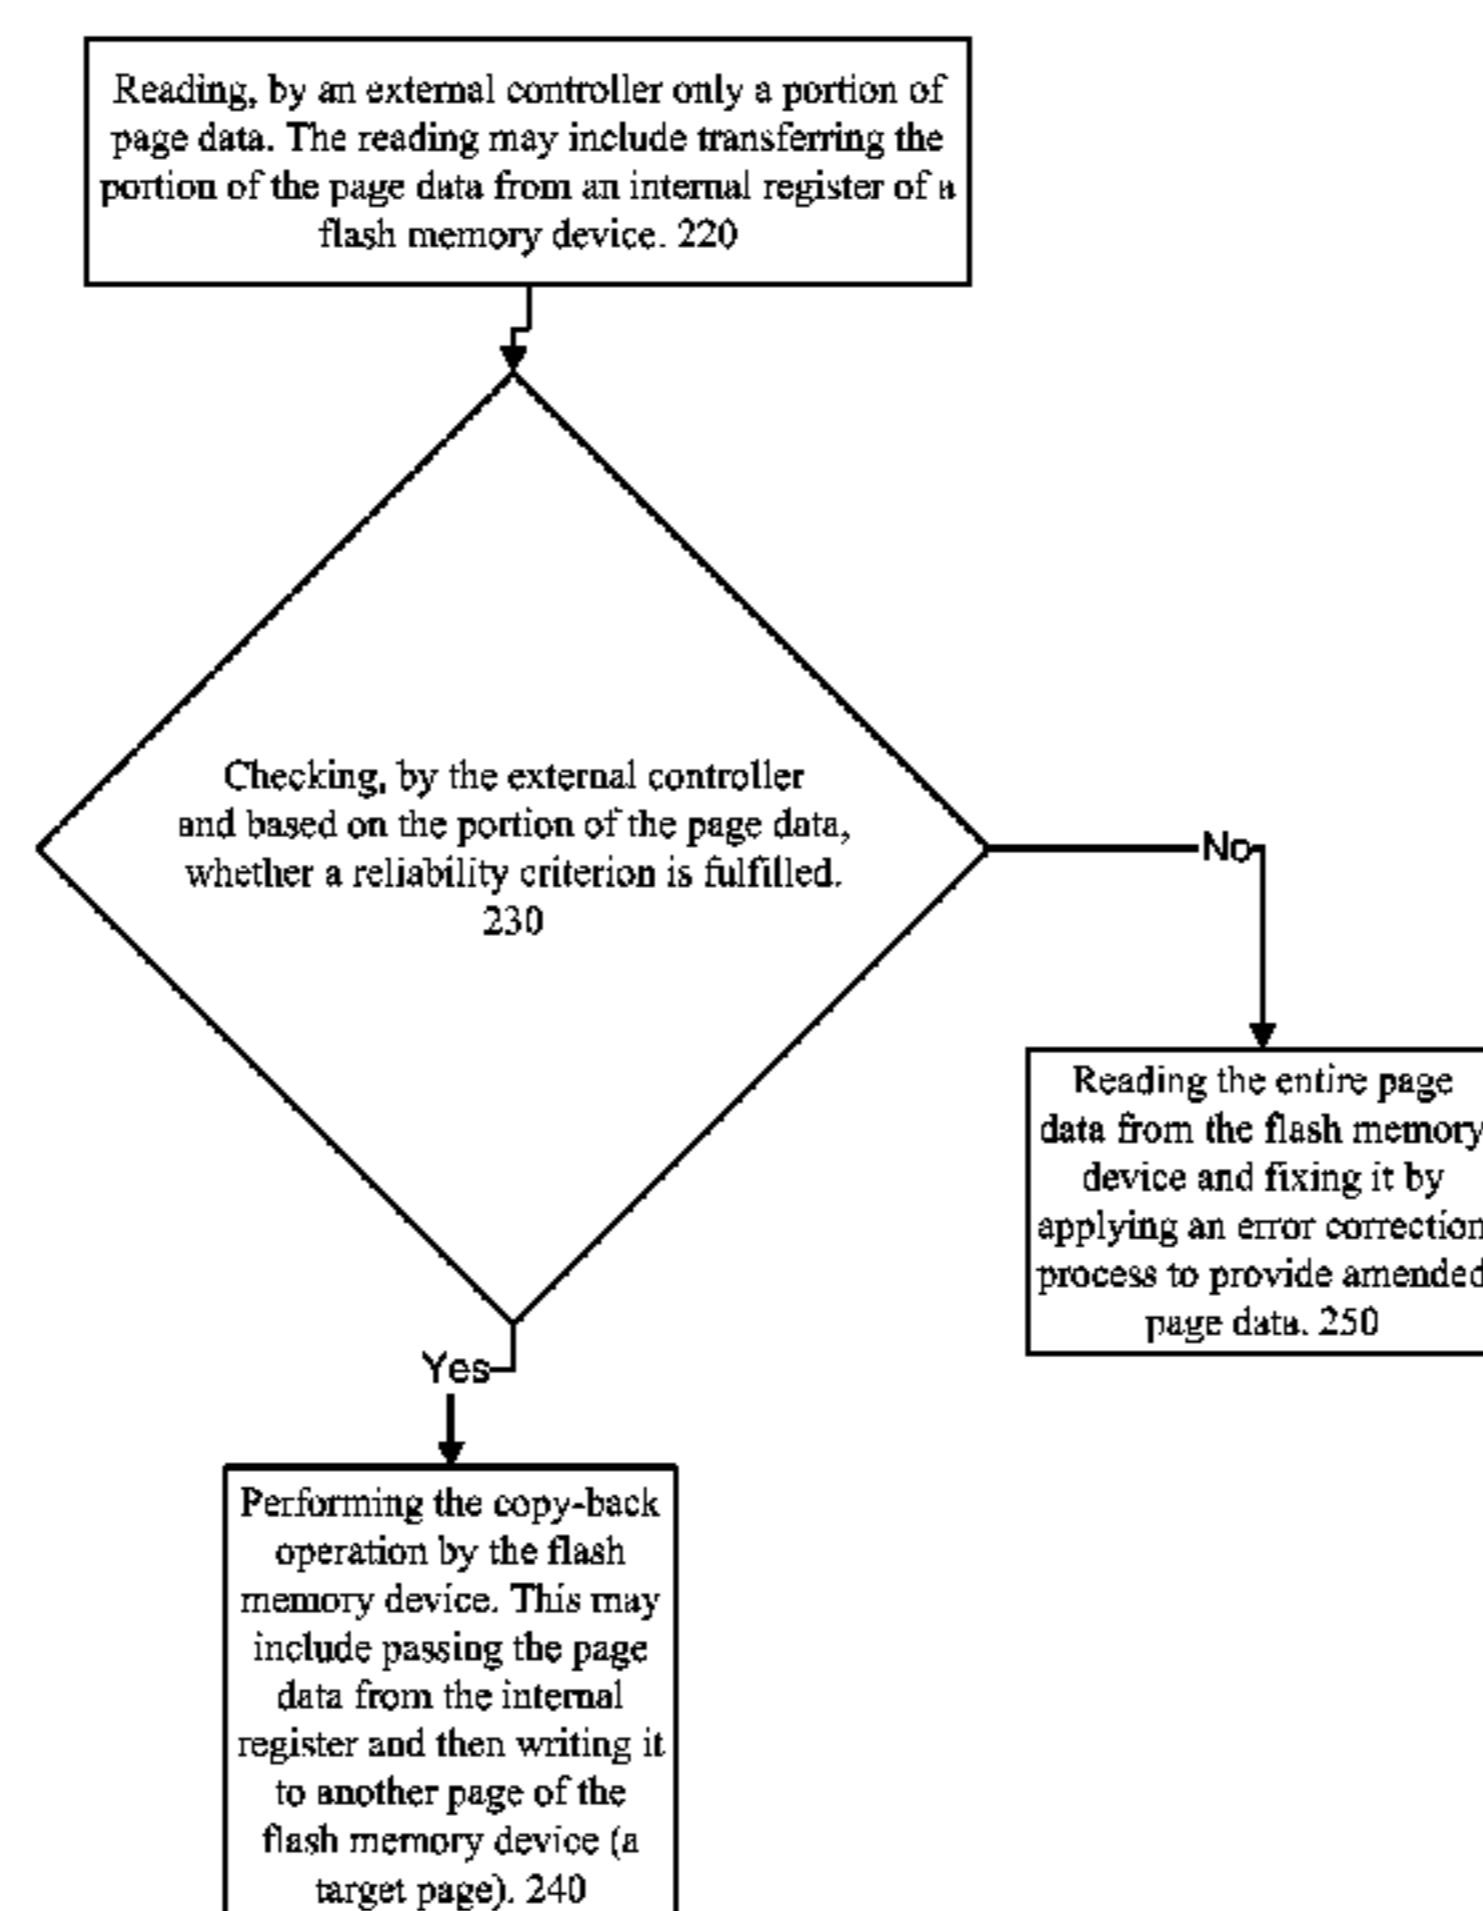 Reading, by an external controller only a portion of
page data. The reading may include transferring the
portion of the page data from an internal register of a
flash memory device. 220
Checking, by the external controller
and based on the portion of the page data,
whether a reliability criterion is fulfilled.
230
No
Reading the entire page
data from the flash memory
device and fixing it by
applying an error correction
process to provide amended
page data. 250
Yes
Performing the copy-back
operation by the flash
memory device. This may
include passing the page
data from the internal
register and then writing it
to another page of the
flash memory device (a
target page). 240